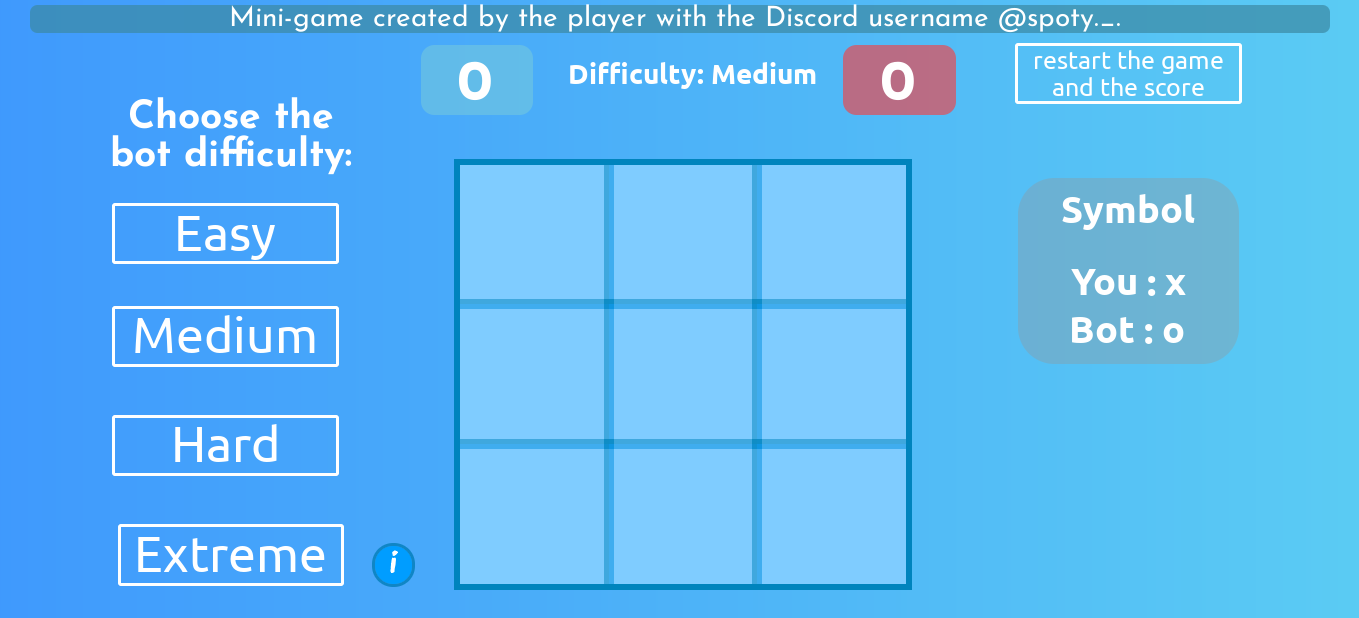 Mini-game created by the player with the Discord username @spoty._.
0
Difficulty: Medium
0
restart the game
and the score
Choose the
bot difficulty:
Easy
Medium
Hard
Extreme
i
Symbol
You : x
Bot : o